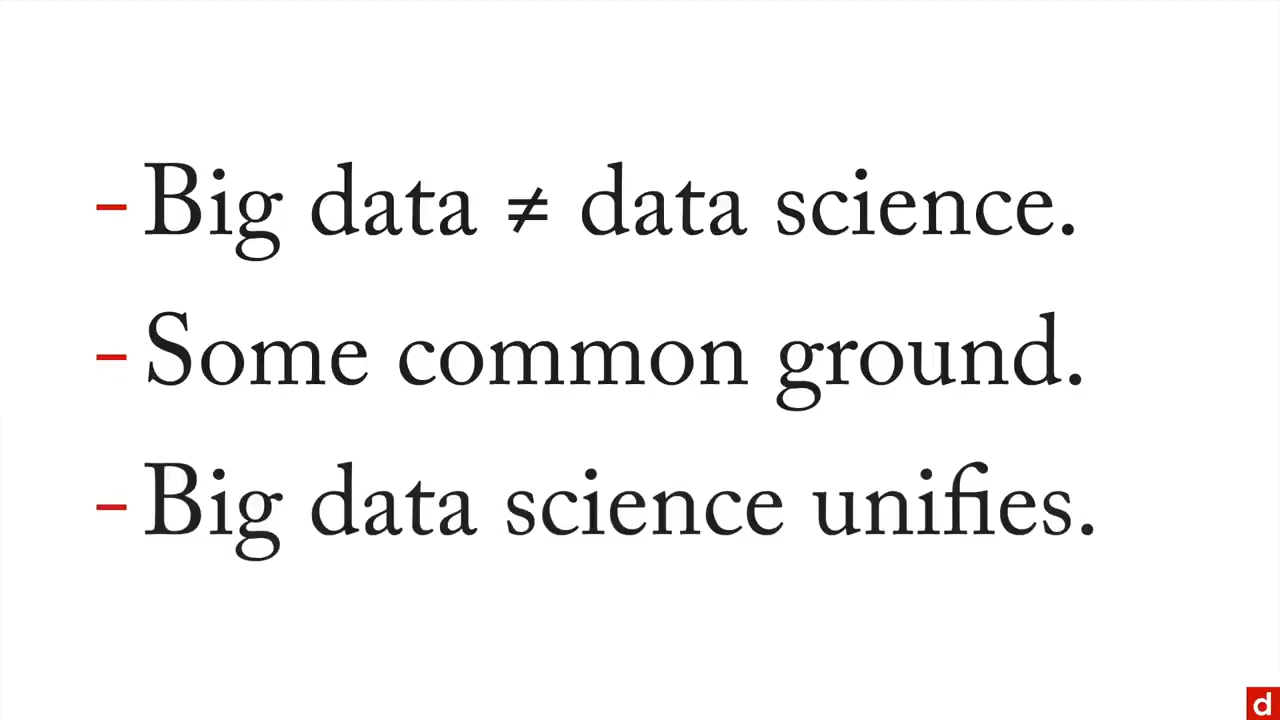 - Big data ≠ data science.
- Some common ground.
- Big data science unifies.
d